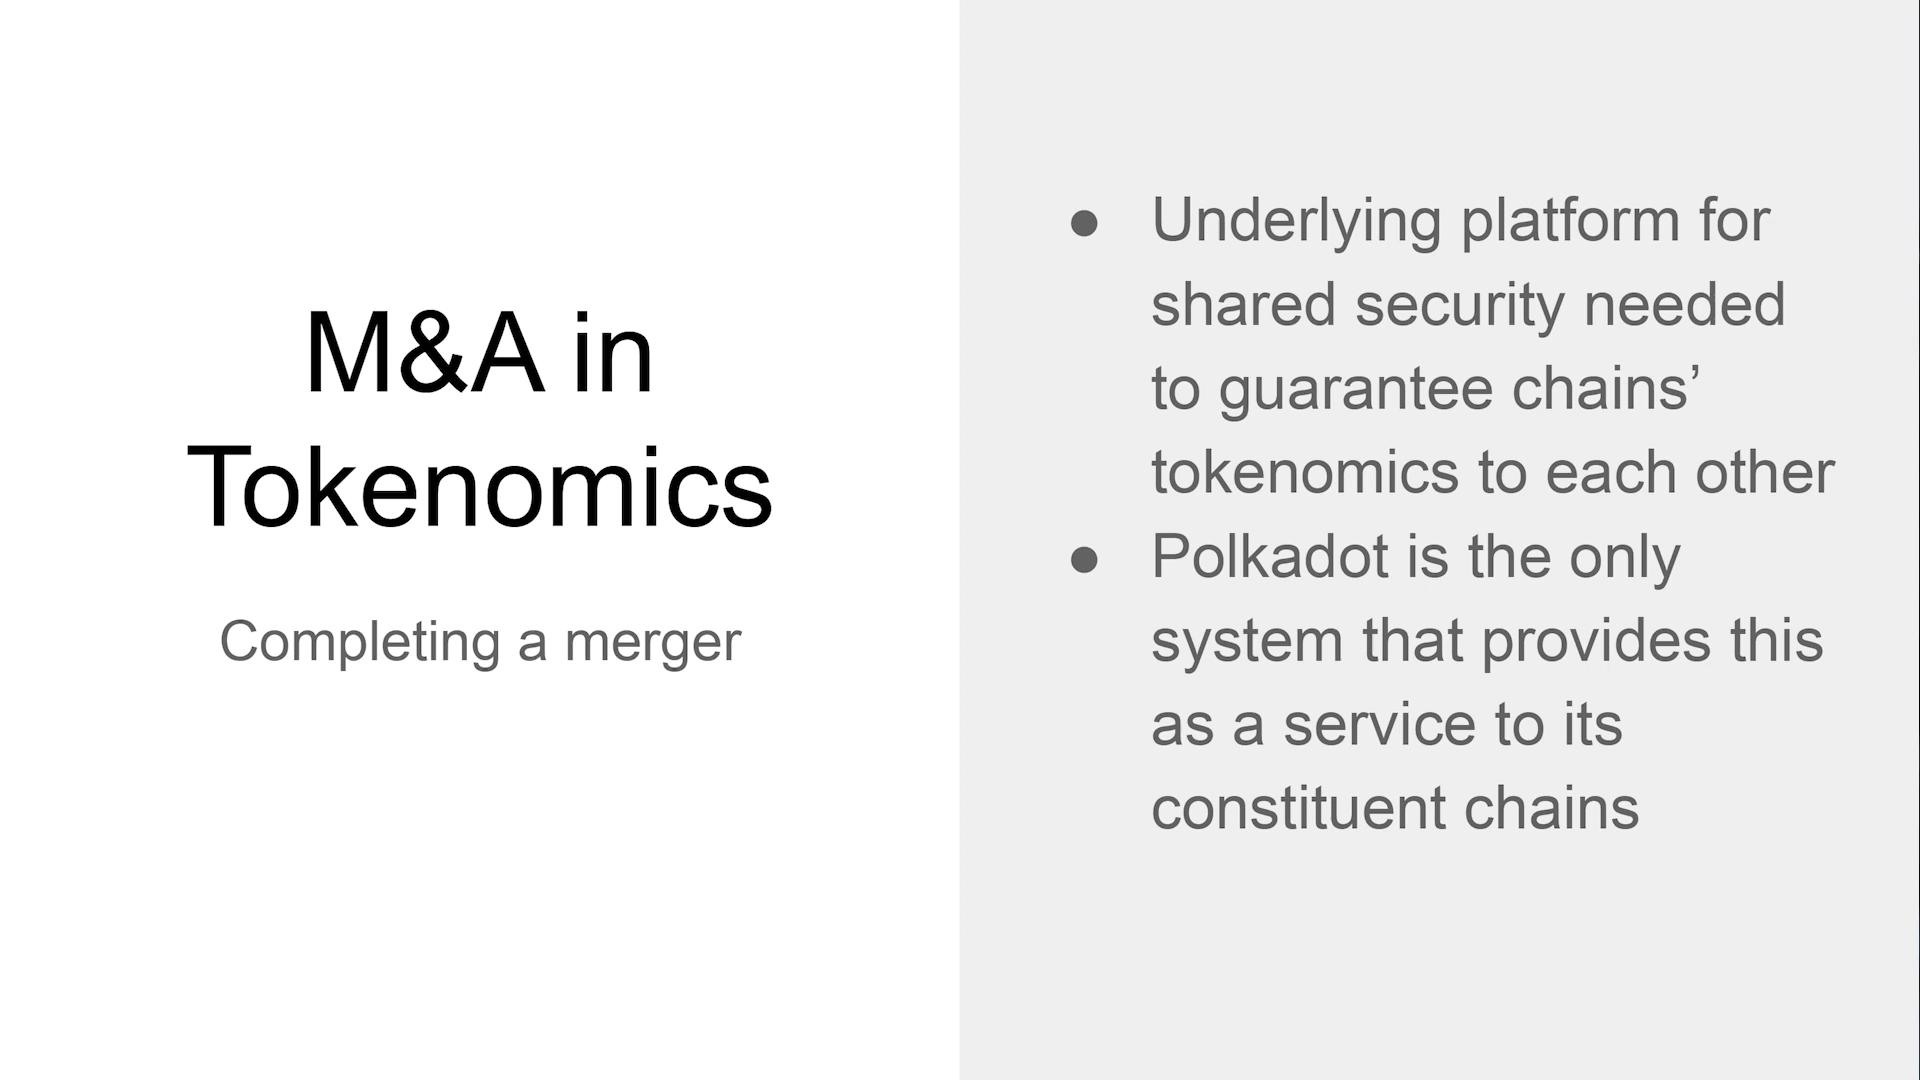 M&A in
Tokenomics
Completing a merger
● Underlying platform for
shared security needed
to guarantee chains’
tokenomics to each other
● Polkadot is the only
system that provides this
as a service to its
constituent chains